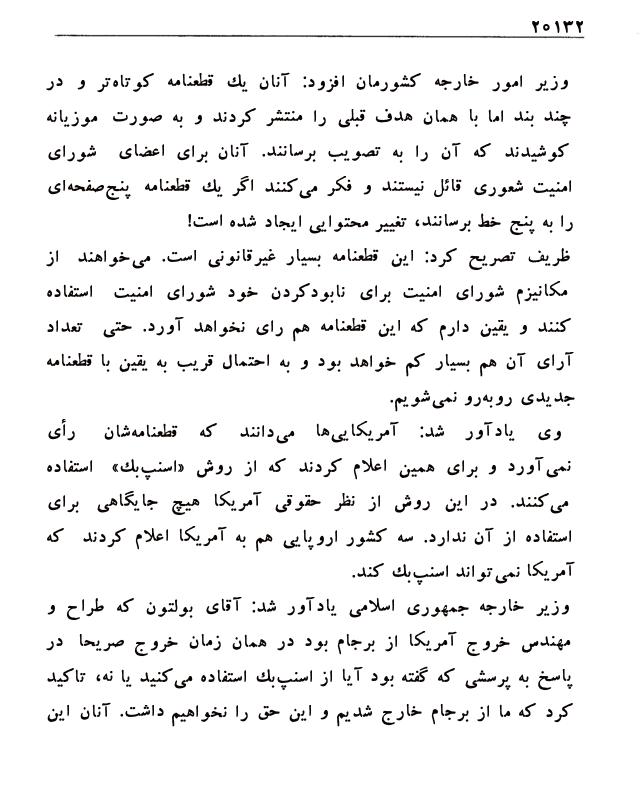 ۲۰۱۳۲
وزیر امور خارجه کشورمان افزود: آنان یك قطعنامه کوتاه‌تر و در
چند بند اما با همان هدف قبلی را منتشر کردند و به صورت موزیانه
کوشیدند که آن را به تصویب برسانند. آنان برای اعضای شورای
امنیت شعوری قائل نیستند و فکر می‌کنند اگر یك قطعنامه پنج‌صفحه‌ای
را به پنج خط برسانند، تغییر محتوایی ایجاد شده است!
ظریف تصریح کرد: این قطعنامه بسیار غیرقانونی است. می‌خواهند از
مکانیزم شورای امنیت برای نابودکردن خود شورای امنیت استفاده
کنند و یقین دارم که این قطعنامه هم رای نخواهد آورد. حتی تعداد
آرای آن هم بسیار کم خواهد بود و به احتمال قریب به یقین با قطعنامه
جدیدی روبه‌رو نمی‌شویم.
وی یادآور شد: آمریکایی‌ها می‌دانند که قطعنامه‌شان رأی
نمی‌آورد و برای همین اعلام کردند که از روش «اسنپ‌بك» استفاده
می‌کنند. در این روش از نظر حقوقی آمریکا هیچ جایگاهی برای
استفاده از آن ندارد. سه کشور اروپایی هم به آمریکا اعلام کردند که
آمریکا نمی‌تواند اسنپ‌بك کند.
وزیر خارجه جمهوری اسلامی یادآور شد: آقای بولتون که طراح و
مهندس خروج آمریکا از برجام بود در همان زمان خروج صریحا در
پاسخ به پرسشی که گفته بود آیا از اسنپ‌بك استفاده می‌کنید یا نه، تاکید
کرد که ما از برجام خارج شدیم و این حق را نخواهیم داشت. آنان این